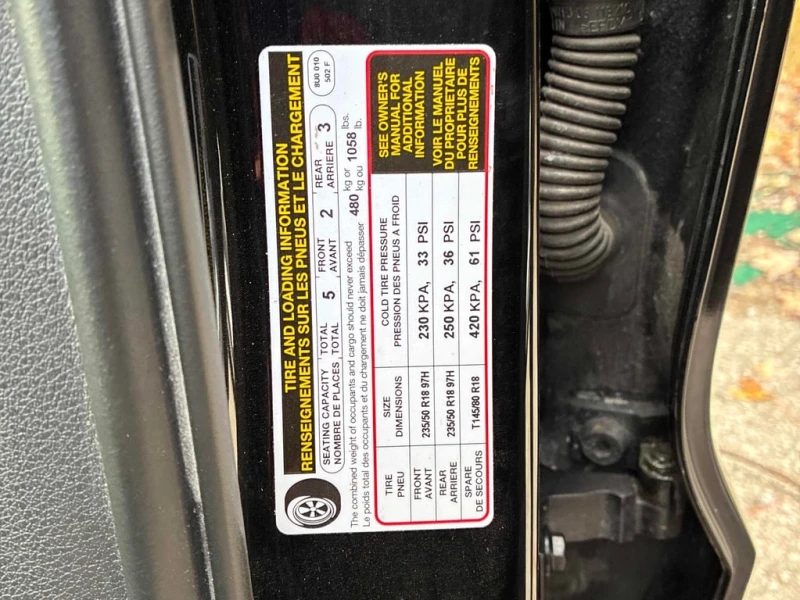 TIRE AND LOADING INFORMATION
RENSEIGNEMENTS SUR LES PNEUS ET LE CHARGEMENT
8U0 010
502 F
SEATING CAPACITY TOTAL 5 FRONT 2 REAR 3
NOMBRE DE PLACES TOTAL AVANT ARRIERE
The combined weight of occupants and cargo should never exceed 480 kg or 1058 lbs.
Le poids total des occupants et du chargement ne doit jamais dépasser kg ou lb.
TIRE SIZE COLD TIRE PRESSURE
PNEU DIMENSIONS PRESSION DES PNEUS A FROID
FRONT 235/50 R18 97H 230 KPA, 33 PSI
AVANT
REAR 235/50 R18 97H 250 KPA, 36 PSI
ARRIERE
SPARE T145/80 R18 420 KPA, 61 PSI
DE SECOURS
SEE OWNER'S
MANUAL FOR
ADDITIONAL
INFORMATION
VOIR LE MANUEL
DU PROPRIETAIRE
POUR PLUS DE
RENSEIGNEMENTS